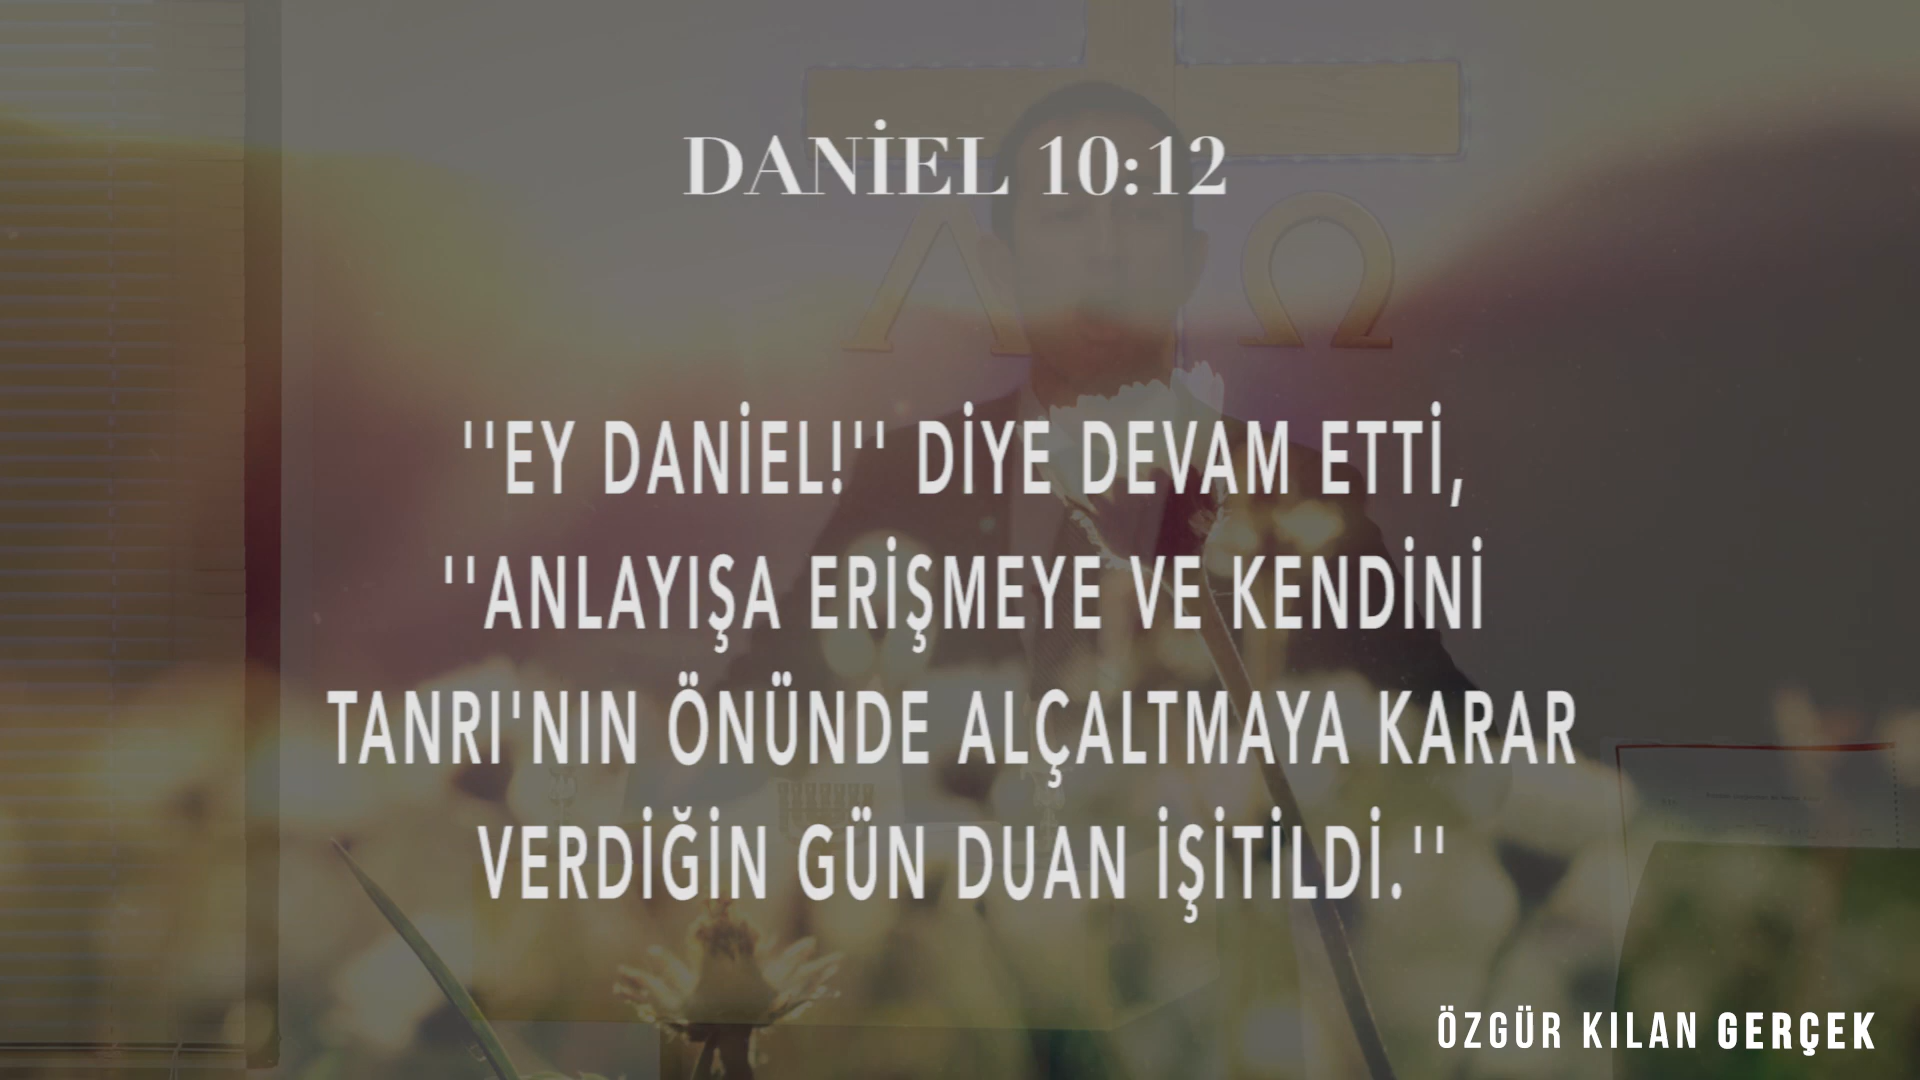 DANİEL 10:12
''EY DANİEL!'' DİYE DEVAM ETTİ,
''ANLAYIŞA ERİŞMEYE VE KENDİNİ
TANRI'NIN ÖNÜNDE ALÇALTMAYA KARAR
VERDİĞİN GÜN DUAN İŞİTİLDİ.''
ÖZGÜR KILAN GERÇEK
Α Ω